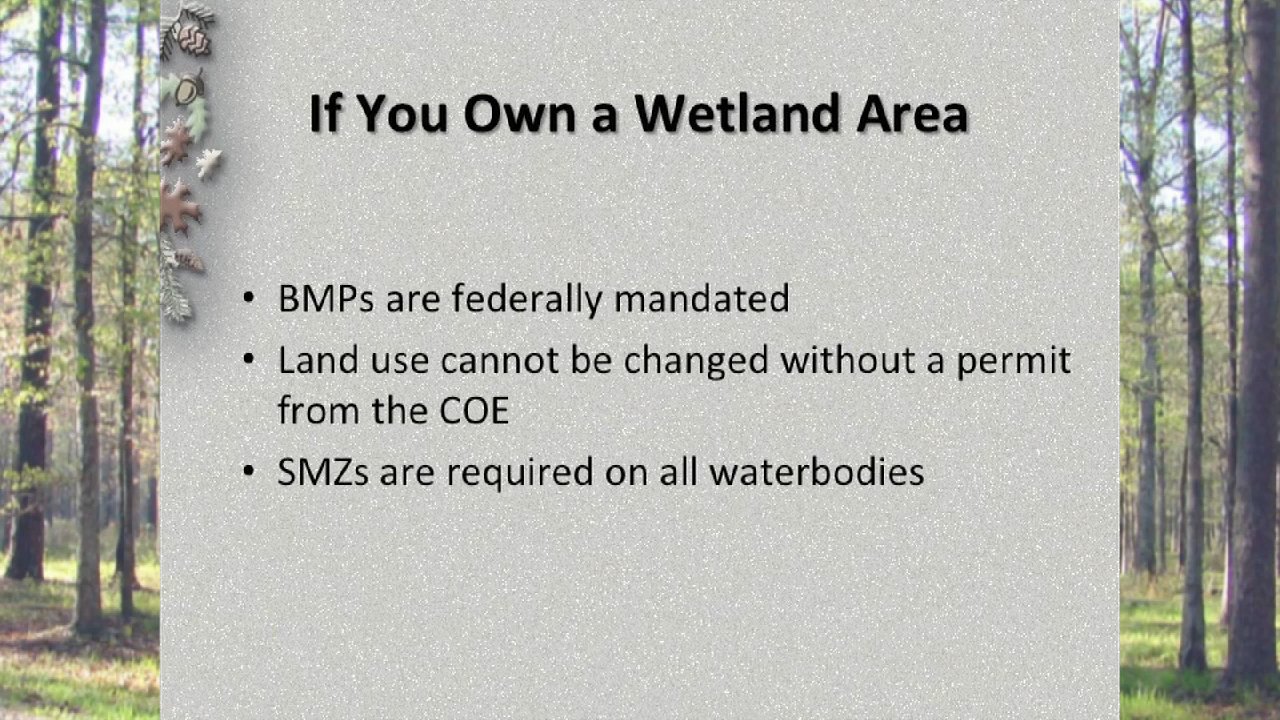 If You Own a Wetland Area
• BMPs are federally mandated
• Land use cannot be changed without a permit
from the COE
• SMZs are required on all waterbodies